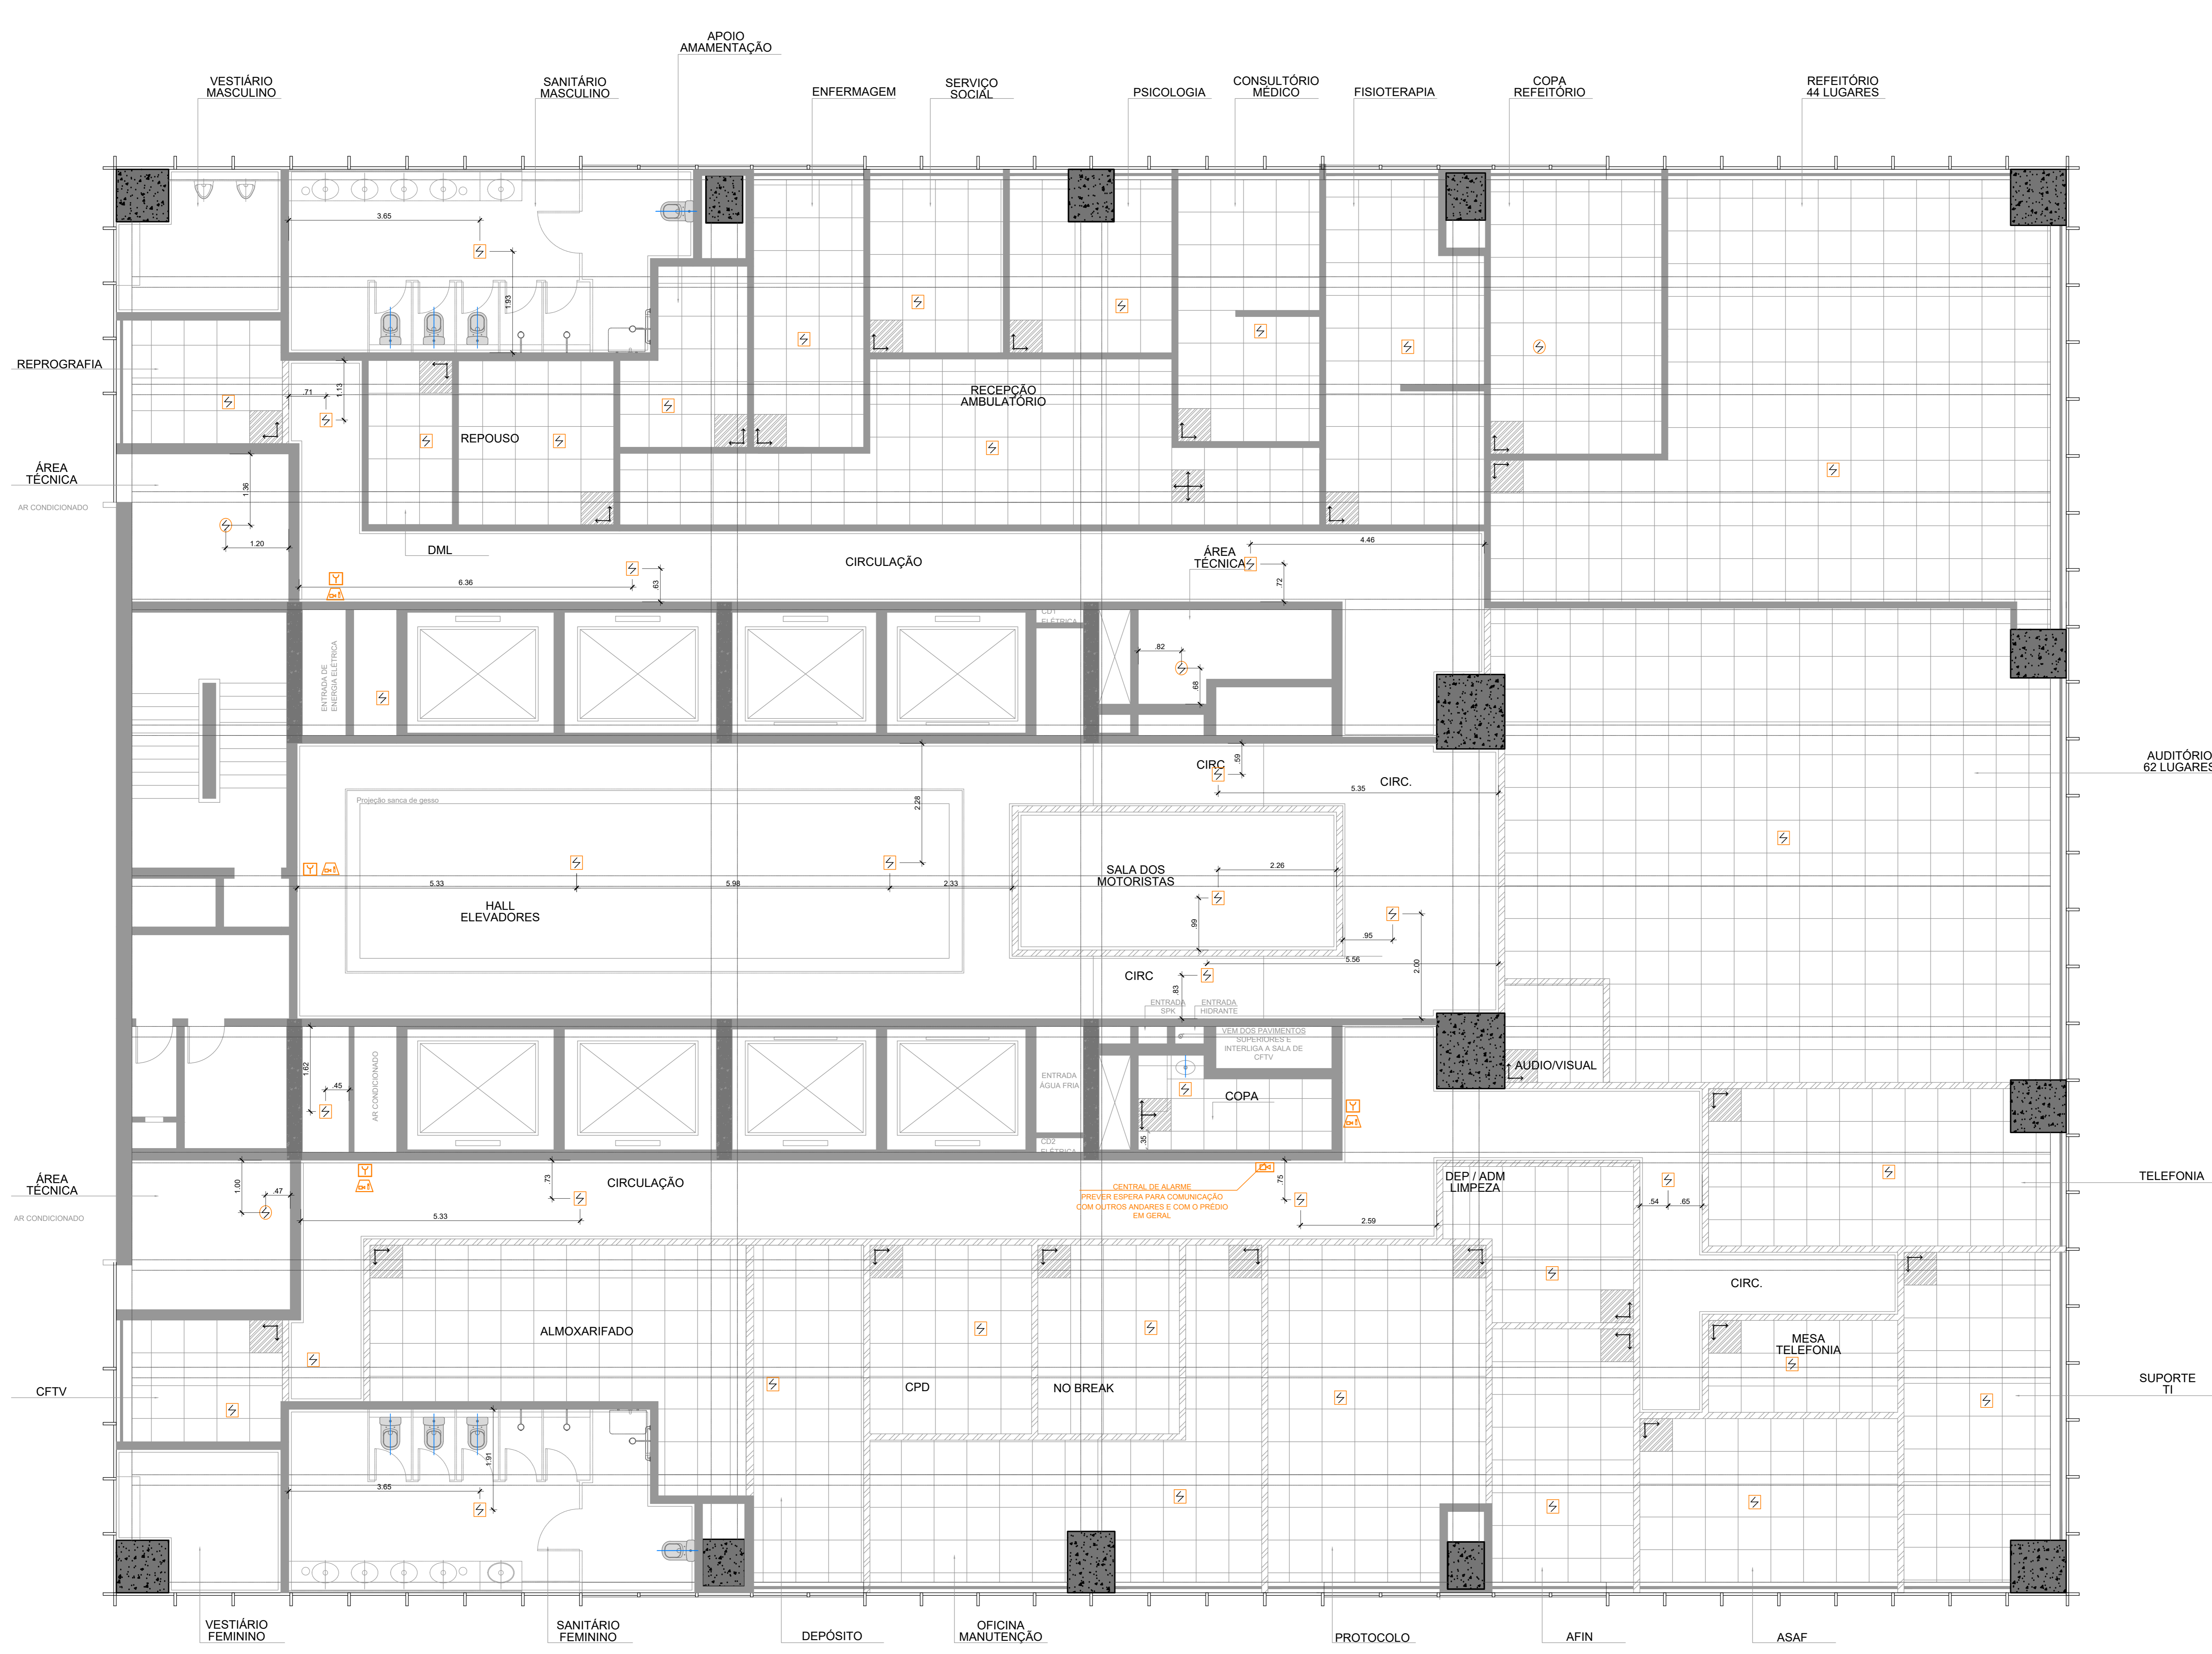 APOIO
AMAMENTAÇÃO
VESTIÁRIO
MASCULINO
SANITÁRIO
MASCULINO
ENFERMAGEM
SERVIÇO
SOCIAL
PSICOLOGIA
CONSULTÓRIO
MÉDICO
FISIOTERAPIA
COPA
REFEITÓRIO
REFEITÓRIO
44 LUGARES
3.65
1.93
REPROGRAFIA
.71
1.13
RECEPÇÃO
AMBULATÓRIO
REPOUSO
ÁREA
TÉCNICA
AR CONDICIONADO
1.36
1.20
DML
CIRCULAÇÃO
4.46
ÁREA
TÉCNICA
6.36
.63
.72
CD1
ELÉTRICA
ENTRADA DE
ENERGIA ELÉTRICA
.82
.68
.59
CIRC
CIRC.
5.35
AUDITÓRIO
62 LUGARES
Projeção sanca de gesso
2.28
5.33
5.98
2.33
HALL
ELEVADORES
SALA DOS
MOTORISTAS
2.26
.99
.95
5.56
2.00
CIRC
.83
ENTRADA
SPK
ENTRADA
HIDRANTE
VEM DOS PAVIMENTOS
SUPERIORES E
INTERLIGA A SALA DE
CFTV
1.62
.45
AR CONDICIONADO
ENTRADA
ÁGUA FRIA
COPA
.35
CD2
ELÉTRICA
AUDIO/VISUAL
ÁREA
TÉCNICA
AR CONDICIONADO
1.00
.47
5.33
.73
CIRCULAÇÃO
CENTRAL DE ALARME
PREVER ESPERA PARA COMUNICAÇÃO
COM OUTROS ANDARES E COM O PRÉDIO
EM GERAL
.75
2.59
DEP / ADM
LIMPEZA
.54
.65
TELEFONIA
CIRC.
ALMOXARIFADO
CPD
NO BREAK
MESA
TELEFONIA
CFTV
SUPORTE
TI
1.91
3.65
VESTIÁRIO
FEMININO
SANITÁRIO
FEMININO
DEPÓSITO
OFICINA
MANUTENÇÃO
PROTOCOLO
AFIN
ASAF